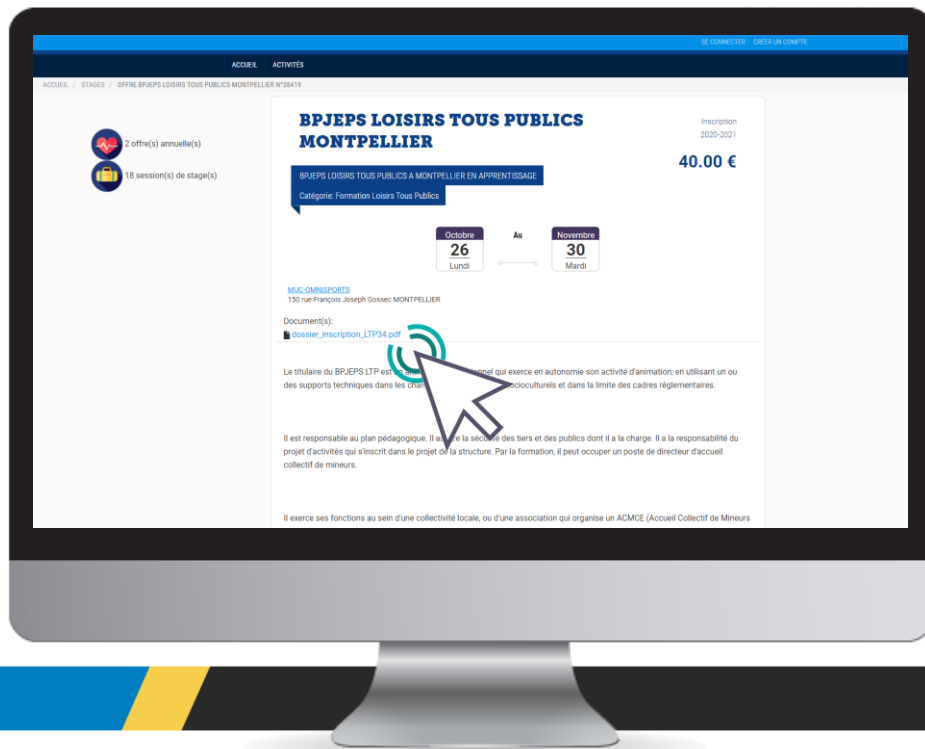 SE CONNECTER CRÉER UN COMPTE
ACCUEIL ACTIVITÉS
ACCUEIL / STAGES / OFFRE BPJEPS LOISIRS TOUS PUBLICS MONTPELLIER N°38419
2 offre(s) annuelle(s)
18 session(s) de stage(s)
BPJEPS LOISIRS TOUS PUBLICS
MONTPELLIER
Inscription
2020-2021
40.00 €
BPJEPS LOISIRS TOUS PUBLICS A MONTPELLIER EN APPRENTISSAGE
Catégorie: Formation Loisirs Tous Publics
Octobre Au Novembre
26 30
Lundi Mardi
MUC-OMNISPORTS
150 rue François Joseph Gossec MONTPELLIER
Document(s):
dossier_inscription_LTP34.pdf
Le titulaire du BPJEPS LTP est qui exerce en autonomie son activité d'animation, en utilisant un ou
des supports techniques dans les socioculturels et dans la limite des cadres réglementaires.
Il est responsable au plan pédagogique. Il la sécurité des tiers et des publics dont il a la charge. Il a la responsabilité du
projet d'activités qui s'inscrit dans le projet de la structure. Par la formation, il peut occuper un poste de directeur d'accueil
collectif de mineurs.
Il exerce ses fonctions au sein d'une collectivité locale, ou d'une association qui organise un ACMCE (Accueil Collectif de Mineurs